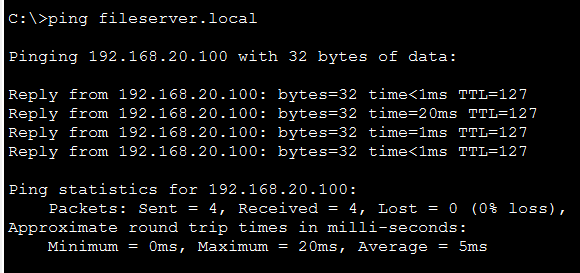 C:\>ping fileserver.local
Pinging 192.168.20.100 with 32 bytes of data:
Reply from 192.168.20.100: bytes=32 time<1ms TTL=127
Reply from 192.168.20.100: bytes=32 time=20ms TTL=127
Reply from 192.168.20.100: bytes=32 time=1ms TTL=127
Reply from 192.168.20.100: bytes=32 time<1ms TTL=127
Ping statistics for 192.168.20.100:
Packets: Sent = 4, Received = 4, Lost = 0 (0% loss),
Approximate round trip times in milli-seconds:
Minimum = 0ms, Maximum = 20ms, Average = 5ms